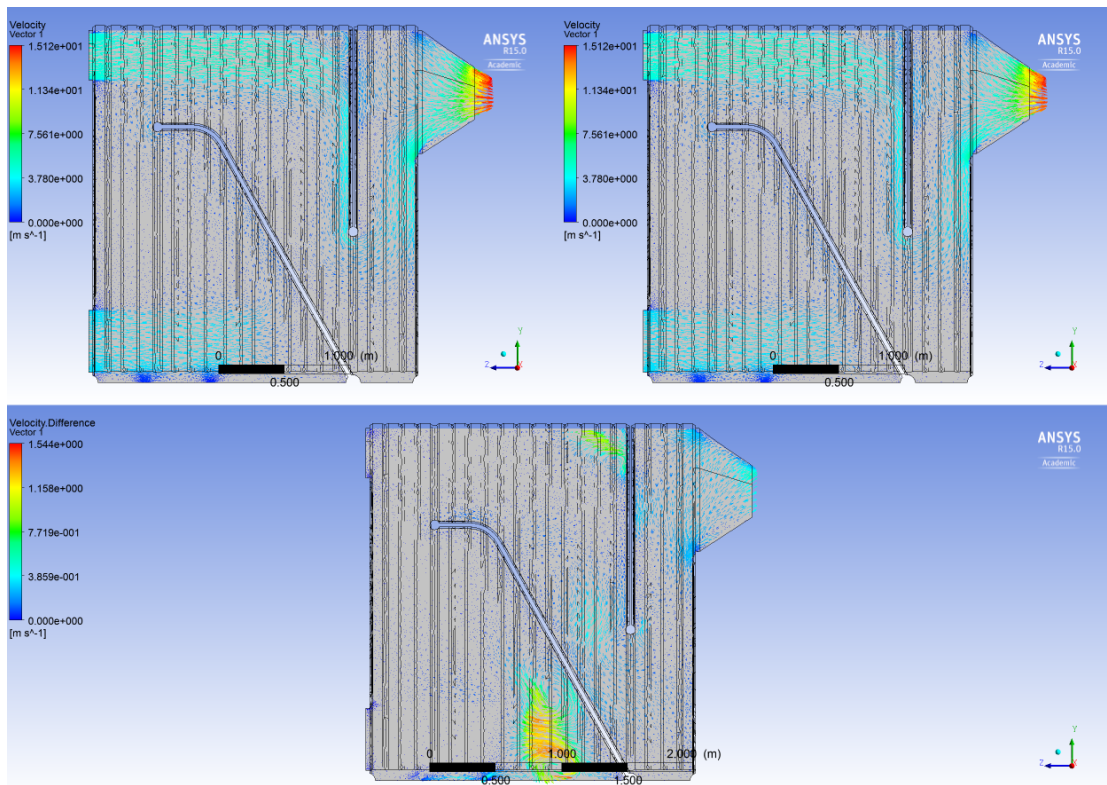 Velocity
Vector 1
1.512e+001
1.134e+001
7.561e+000
3.780e+000
0.000e+000
[m s^-1]
ANSYS
R15.0
Academic
0 1.000 (m)
0.500
Y
Z X
Velocity
Vector 1
1.512e+001
1.134e+001
7.561e+000
3.780e+000
0.000e+000
[m s^-1]
ANSYS
R15.0
Academic
0 1.000 (m)
0.500
Y
Z X
Velocity.Difference
Vector 1
1.544e+000
1.158e+000
7.719e-001
3.859e-001
0.000e+000
[m s^-1]
ANSYS
R15.0
Academic
0 1.000 2.000 (m)
0.500 1.500
Y
Z X